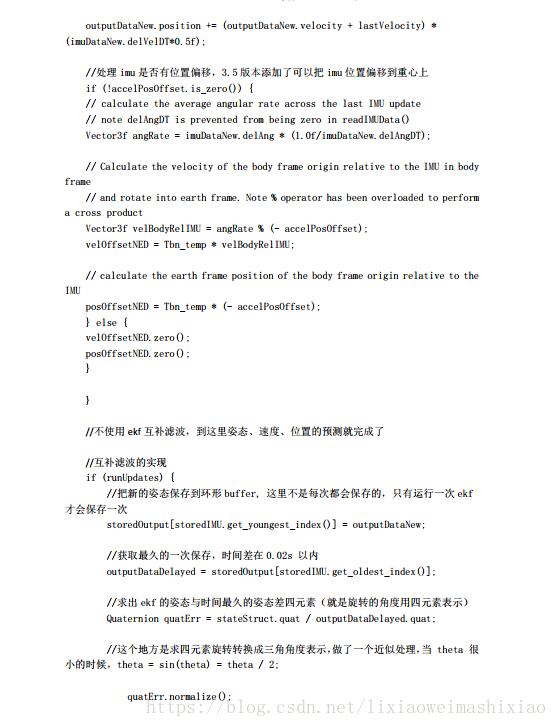 outputDataNew.position += (outputDataNew.velocity + lastVelocity) *
(imuDataNew.delVelDT*0.5f);
//处理 imu 是否有位置偏移，3.5 版本添加了可以把 imu 位置偏移到重心上
if (!accelPosOffset.is_zero()) {
// calculate the average angular rate across the last IMU update
// note delAngDT is prevented from being zero in readIMUData()
Vector3f angRate = imuDataNew.delAng * (1.0f/imuDataNew.delAngDT);
// Calculate the velocity of the body frame origin relative to the IMU in body
frame
// and rotate into earth frame. Note % operator has been overloaded to perform
a cross product
Vector3f velBodyRelIMU = angRate % (- accelPosOffset);
velOffsetNED = Tbn_temp * velBodyRelIMU;
// calculate the earth frame position of the body frame origin relative to the
IMU
posOffsetNED = Tbn_temp * (- accelPosOffset);
} else {
velOffsetNED.zero();
posOffsetNED.zero();
}
}
//不使用 ekf 互补滤波，到这里姿态、速度、位置的预测就完成了
//互补滤波的实现
if (runUpdates) {
//把新的姿态保存到环形 buffer, 这里不是每次都会保存的，只有运行一次 ekf
才会保存一次
storedOutput[storedIMU.get_youngest_index()] = outputDataNew;
//获取最久的一次保存，时间差在 0.02s 以内
outputDataDelayed = storedOutput[storedIMU.get_oldest_index()];
//求出 ekf 的姿态与时间最久的姿态差四元素（就是旋转的角度用四元素表示）
Quaternion quatErr = stateStruct.quat / outputDataDelayed.quat;
//这个地方是求四元素旋转转换成三角角度表示，做了一个近似处理，当 theta 很
小的时候，theta = sin(theta) = theta / 2;
quatErr.normalize();
https://blog.csdn.net/lixiaoweimashixiao